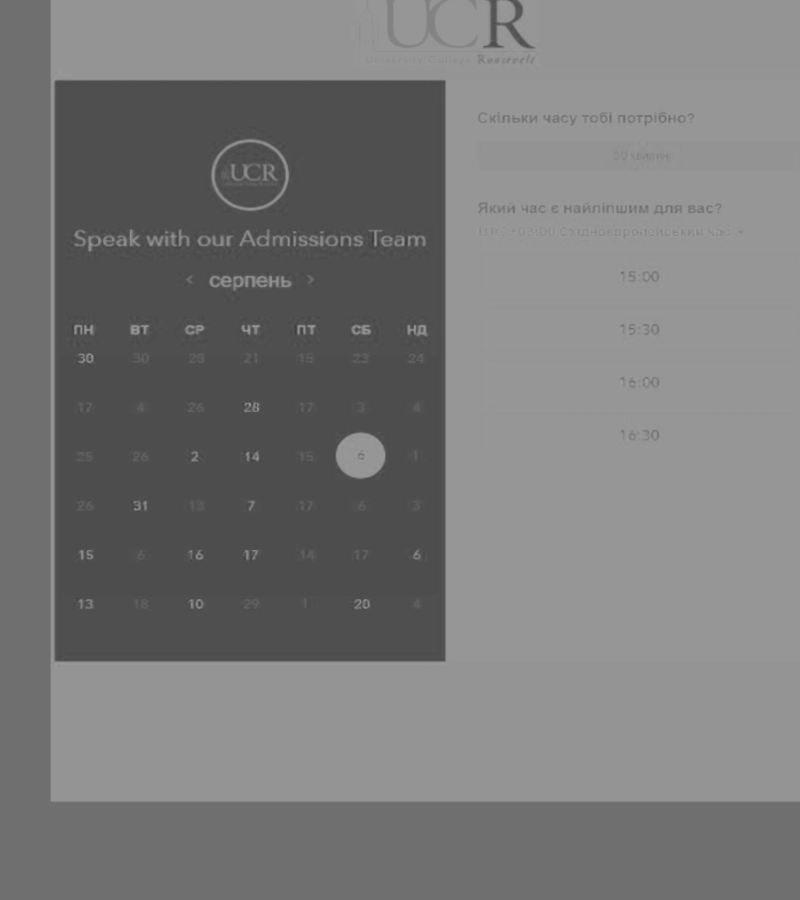 UCR
University College Roosevelt
UCR
Speak with our Admissions Team
< серпень >
ПН ВТ СР ЧТ ПТ СБ НД
30 30 28 21 15 23 24
17 4 26 28 17 3 4
25 26 2 14 15 6 1
26 31 13 7 17 6 3
15 6 16 17 14 17 6
13 18 10 29 1 20 4
Скільки часу тобі потрібно?
30 хвилин
Який час є найліпшим для вас?
UTC +03:00 Східноєвропейський час
15:00
15:30
16:00
16:30